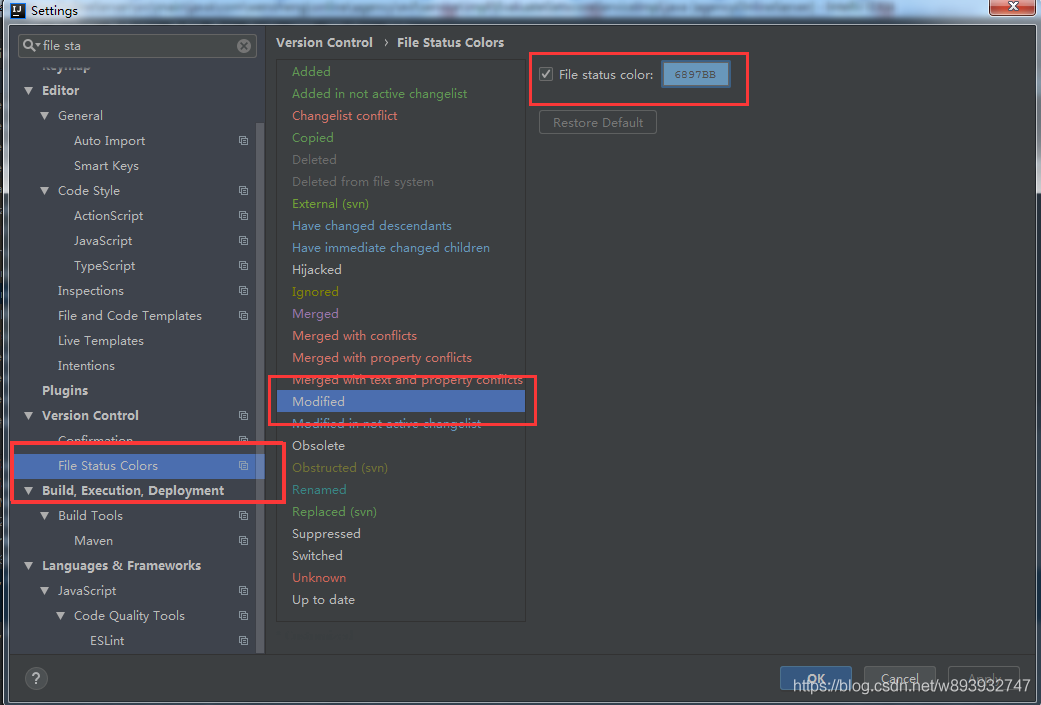 IJ Settings
file sta
Keymap
Editor
General
Auto Import
Smart Keys
Code Style
ActionScript
JavaScript
TypeScript
Inspections
File and Code Templates
Live Templates
Intentions
Plugins
Version Control
Confirmation
File Status Colors
Build, Execution, Deployment
Build Tools
Maven
Languages & Frameworks
JavaScript
Code Quality Tools
ESLint
Version Control › File Status Colors
Added
Added in not active changelist
Changelist conflict
Copied
Deleted
Deleted from file system
External (svn)
Have changed descendants
Have immediate changed children
Hijacked
Ignored
Merged
Merged with conflicts
Merged with property conflicts
Merged with text and property conflicts
Modified
Modified in not active changelist
Obsolete
Obstructed (svn)
Renamed
Replaced (svn)
Suppressed
Switched
Unknown
Up to date
File status color: 6897BB
Restore Default
?
OK Cancel Apply
https://blog.csdn.net/w893932747